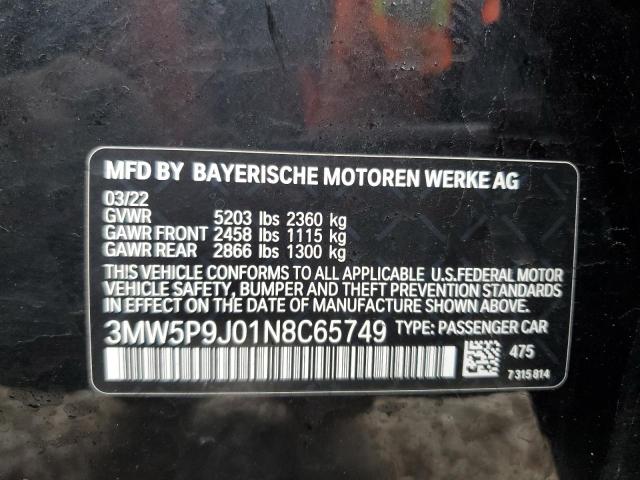 MFD BY BAYERISCHE MOTOREN WERKE AG
03/22
GVWR 5203 lbs 2360 kg
GAWR FRONT 2458 lbs 1115 kg
GAWR REAR 2866 lbs 1300 kg
THIS VEHICLE CONFORMS TO ALL APPLICABLE U.S.FEDERAL MOTOR
VEHICLE SAFETY, BUMPER AND THEFT PREVENTION STANDARDS
IN EFFECT ON THE DATE OF MANUFACTURE SHOWN ABOVE.
3MW5P9J01N8C65749 TYPE: PASSENGER CAR
475
7 315 814